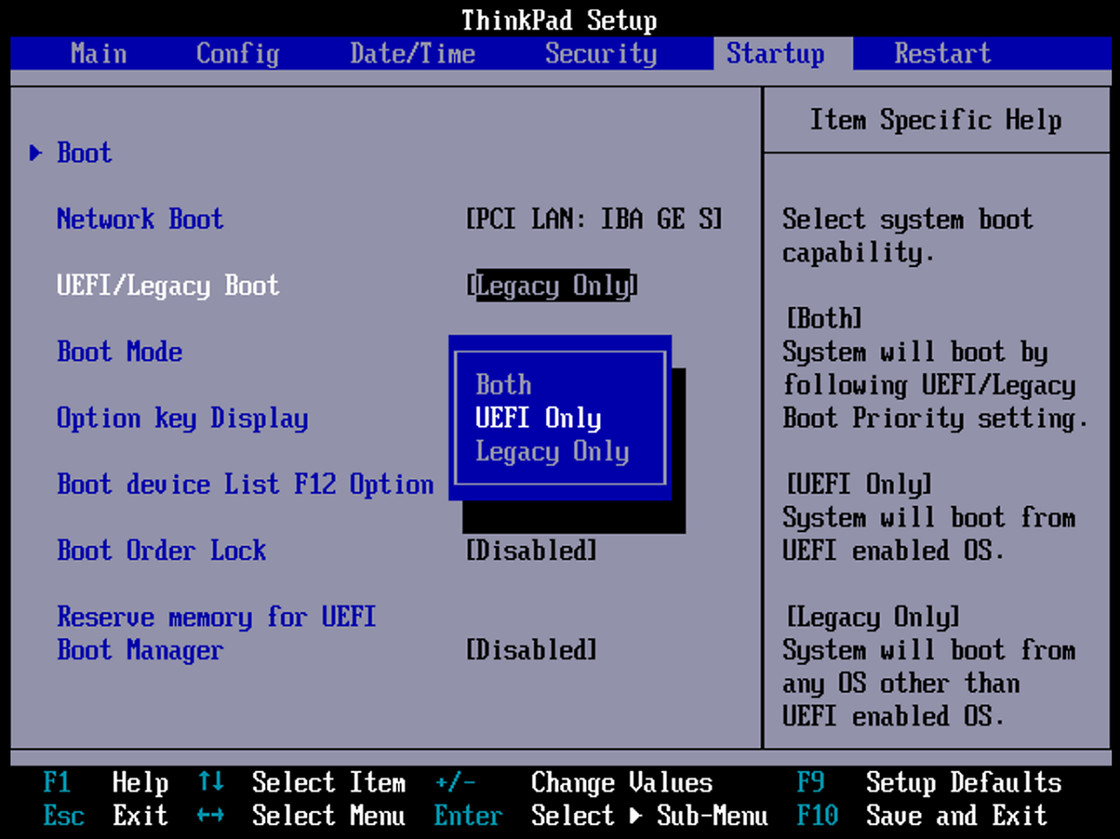 ThinkPad Setup
Main Config Date/Time Security Startup Restart
Item Specific Help
Boot
Network Boot [PCI LAN: IBA GE S]
UEFI/Legacy Boot [Legacy Only]
Boot Mode
Option key Display
Boot device List F12 Option
Boot Order Lock [Disabled]
Reserve memory for UEFI
Boot Manager [Disabled]
Both
UEFI Only
Legacy Only
Select system boot
capability.
[Both]
System will boot by
following UEFI/Legacy
Boot Priority setting.
[UEFI Only]
System will boot from
UEFI enabled OS.
[Legacy Only]
System will boot from
any OS other than
UEFI enabled OS.
F1 Help ↑↓ Select Item +/- Change Values F9 Setup Defaults
Esc Exit ↔ Select Menu Enter Select ▶ Sub-Menu F10 Save and Exit